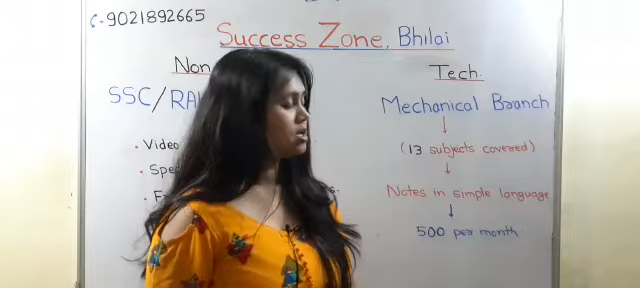 c-9021892665
Success Zone, Bhilai
Non
SSC/RA
• Video
• Spe
Tech.
Mechanical Branch
↓
(13 subjects covered)
↓
Notes in simple language
↓
500 per month